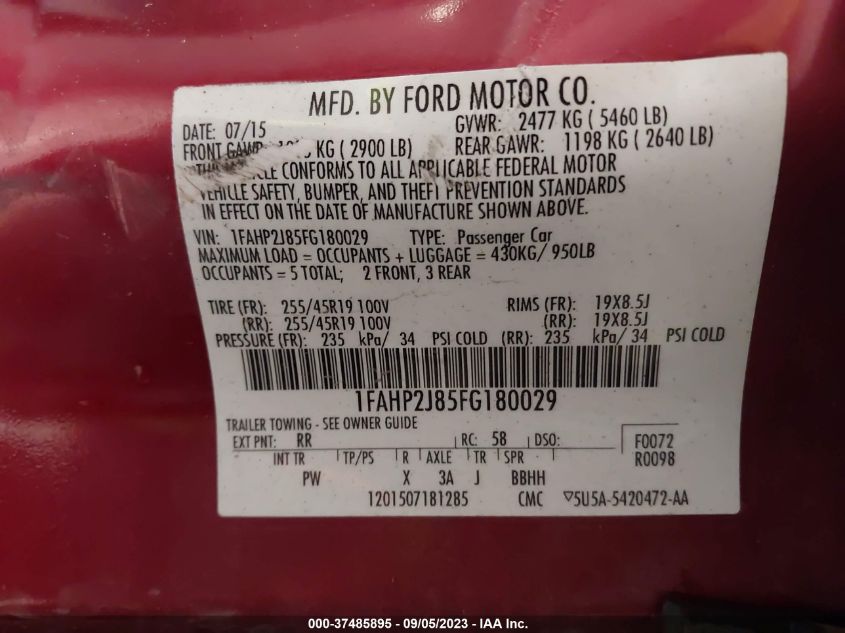 MFD. BY FORD MOTOR CO.
DATE: 07/15 GVWR: 2477 KG ( 5460 LB)
FRONT GAWR: KG ( 2900 LB) REAR GAWR: 1198 KG ( 2640 LB)
THIS VEHICLE CONFORMS TO ALL APPLICABLE FEDERAL MOTOR
VEHICLE SAFETY, BUMPER, AND THEFT PREVENTION STANDARDS
IN EFFECT ON THE DATE OF MANUFACTURE SHOWN ABOVE.
VIN: 1FAHP2J85FG180029 TYPE: Passenger Car
MAXIMUM LOAD = OCCUPANTS + LUGGAGE = 430KG/ 950LB
OCCUPANTS = 5 TOTAL; 2 FRONT, 3 REAR
TIRE (FR): 255/45R19 100V RIMS (FR): 19X8.5J
(RR): 255/45R19 100V (RR): 19X8.5J
PRESSURE (FR): 235 kPa/ 34 PSI COLD (RR): 235 kPa/ 34 PSI COLD
1FAHP2J85FG180029
TRAILER TOWING - SEE OWNER GUIDE
EXT PNT: RR RC: 58 DSO: F0072
INT TR TP/PS R AXLE TR SPR R0098
PW X 3A J BBHH
1201507181285 CMC ▽5U5A-5420472-AA
000-37485895 - 09/05/2023 - © IAA Inc.